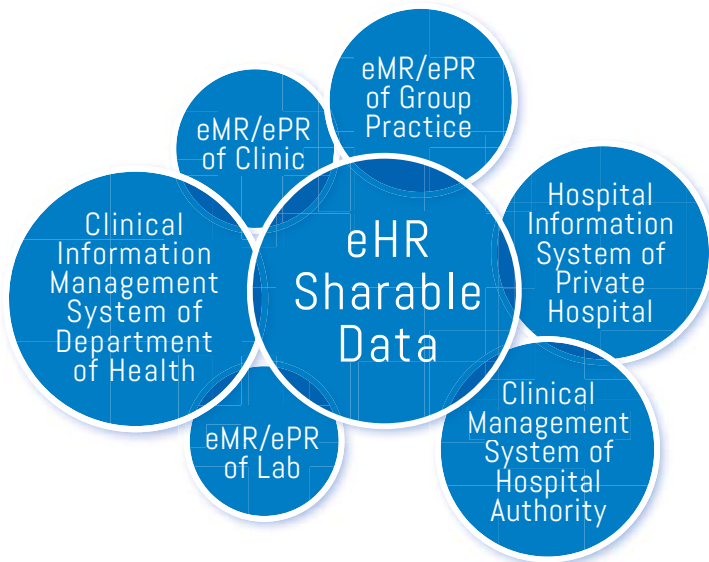 eMR/ePR
of Group
Practice
eMR/ePR
of Clinic
Clinical
Information
Management
System of
Department
of Health
eHR
Sharable
Data
Hospital
Information
System of
Private
Hospital
eMR/ePR
of Lab
Clinical
Management
System of
Hospital
Authority